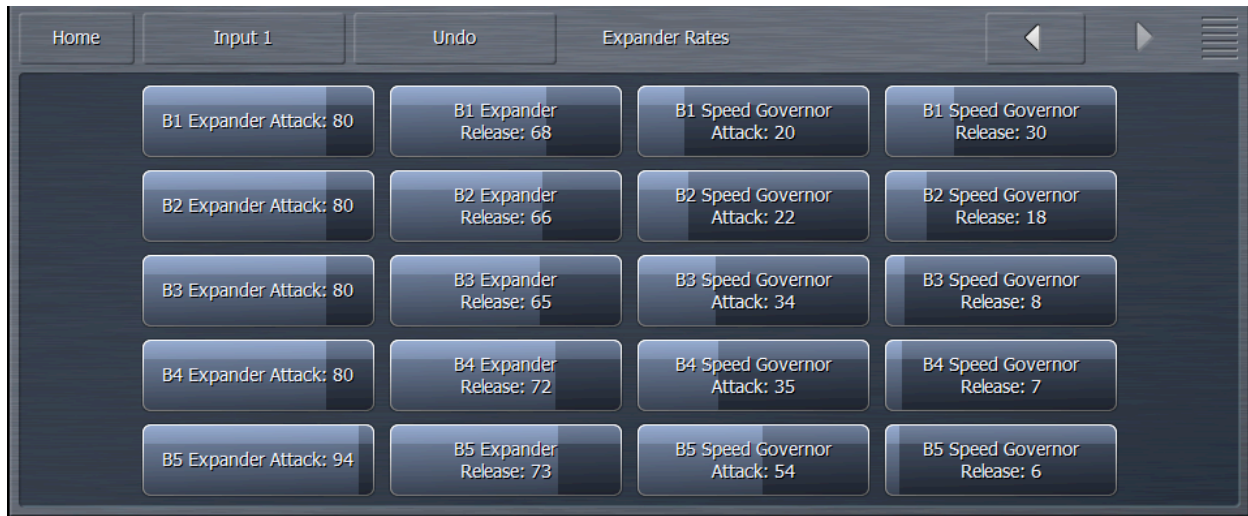 Home
Input 1
Undo
Expander Rates
B1 Expander Attack: 80
B1 Expander
Release: 68
B1 Speed Governor
Attack: 20
B1 Speed Governor
Release: 30
B2 Expander Attack: 80
B2 Expander
Release: 66
B2 Speed Governor
Attack: 22
B2 Speed Governor
Release: 18
B3 Expander Attack: 80
B3 Expander
Release: 65
B3 Speed Governor
Attack: 34
B3 Speed Governor
Release: 8
B4 Expander Attack: 80
B4 Expander
Release: 72
B4 Speed Governor
Attack: 35
B4 Speed Governor
Release: 7
B5 Expander Attack: 94
B5 Expander
Release: 73
B5 Speed Governor
Attack: 54
B5 Speed Governor
Release: 6